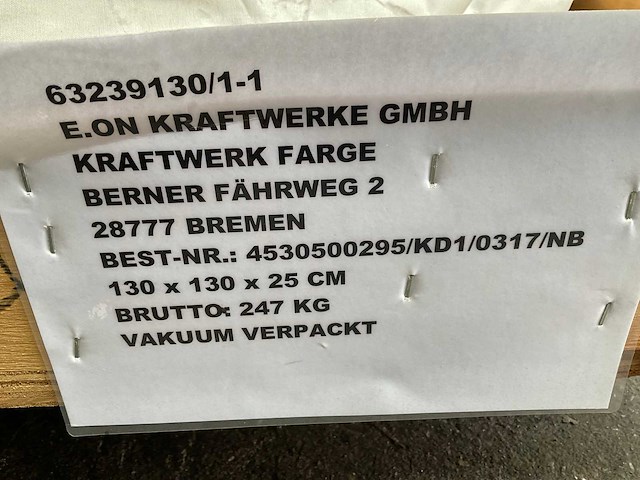 63239130/1-1
E.ON KRAFTWERKE GMBH
KRAFTWERK FARGE
BERNER FÄHRWEG 2
28777 BREMEN
BEST-NR.: 4530500295/KD1/0317/NB
130 x 130 x 25 CM
BRUTTO: 247 KG
VAKUUM VERPACKT